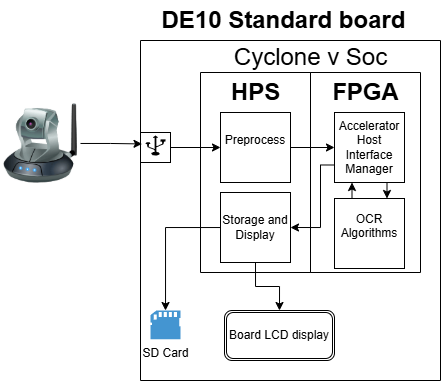 DE10 Standard board
Cyclone v Soc
HPS
FPGA
Preprocess
Accelerator
Host
Interface
Manager
Storage and
Display
OCR
Algorithms
SD Card
Board LCD display